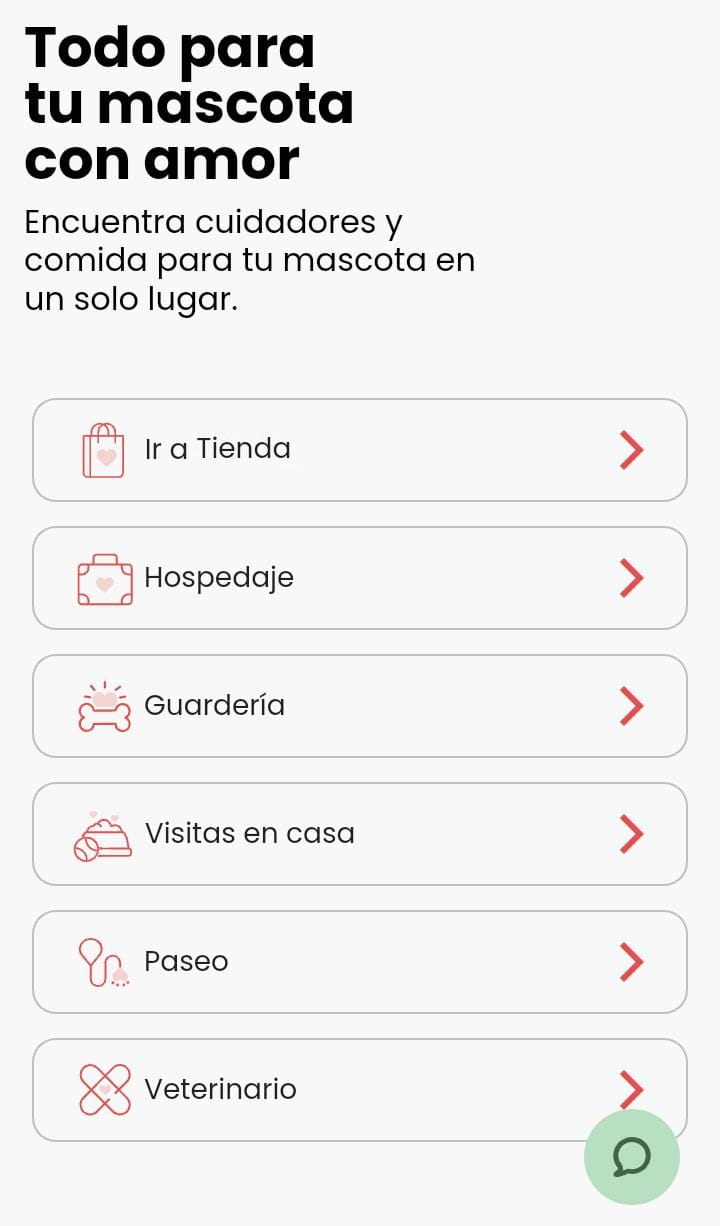 Todo para
tu mascota
con amor
Encuentra cuidadores y
comida para tu mascota en
un solo lugar.
Ir a Tienda
Hospedaje
Guardería
Visitas en casa
Paseo
Veterinario